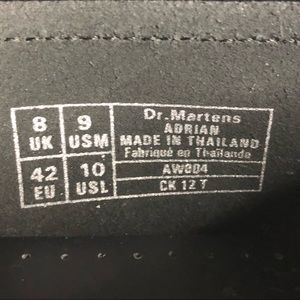 8 9
UK USM
42 10
EU USL
Dr.Martens
ADRIAN
MADE IN THAILAND
Fabriqué en Thaïlande
AW004
CK 12 T